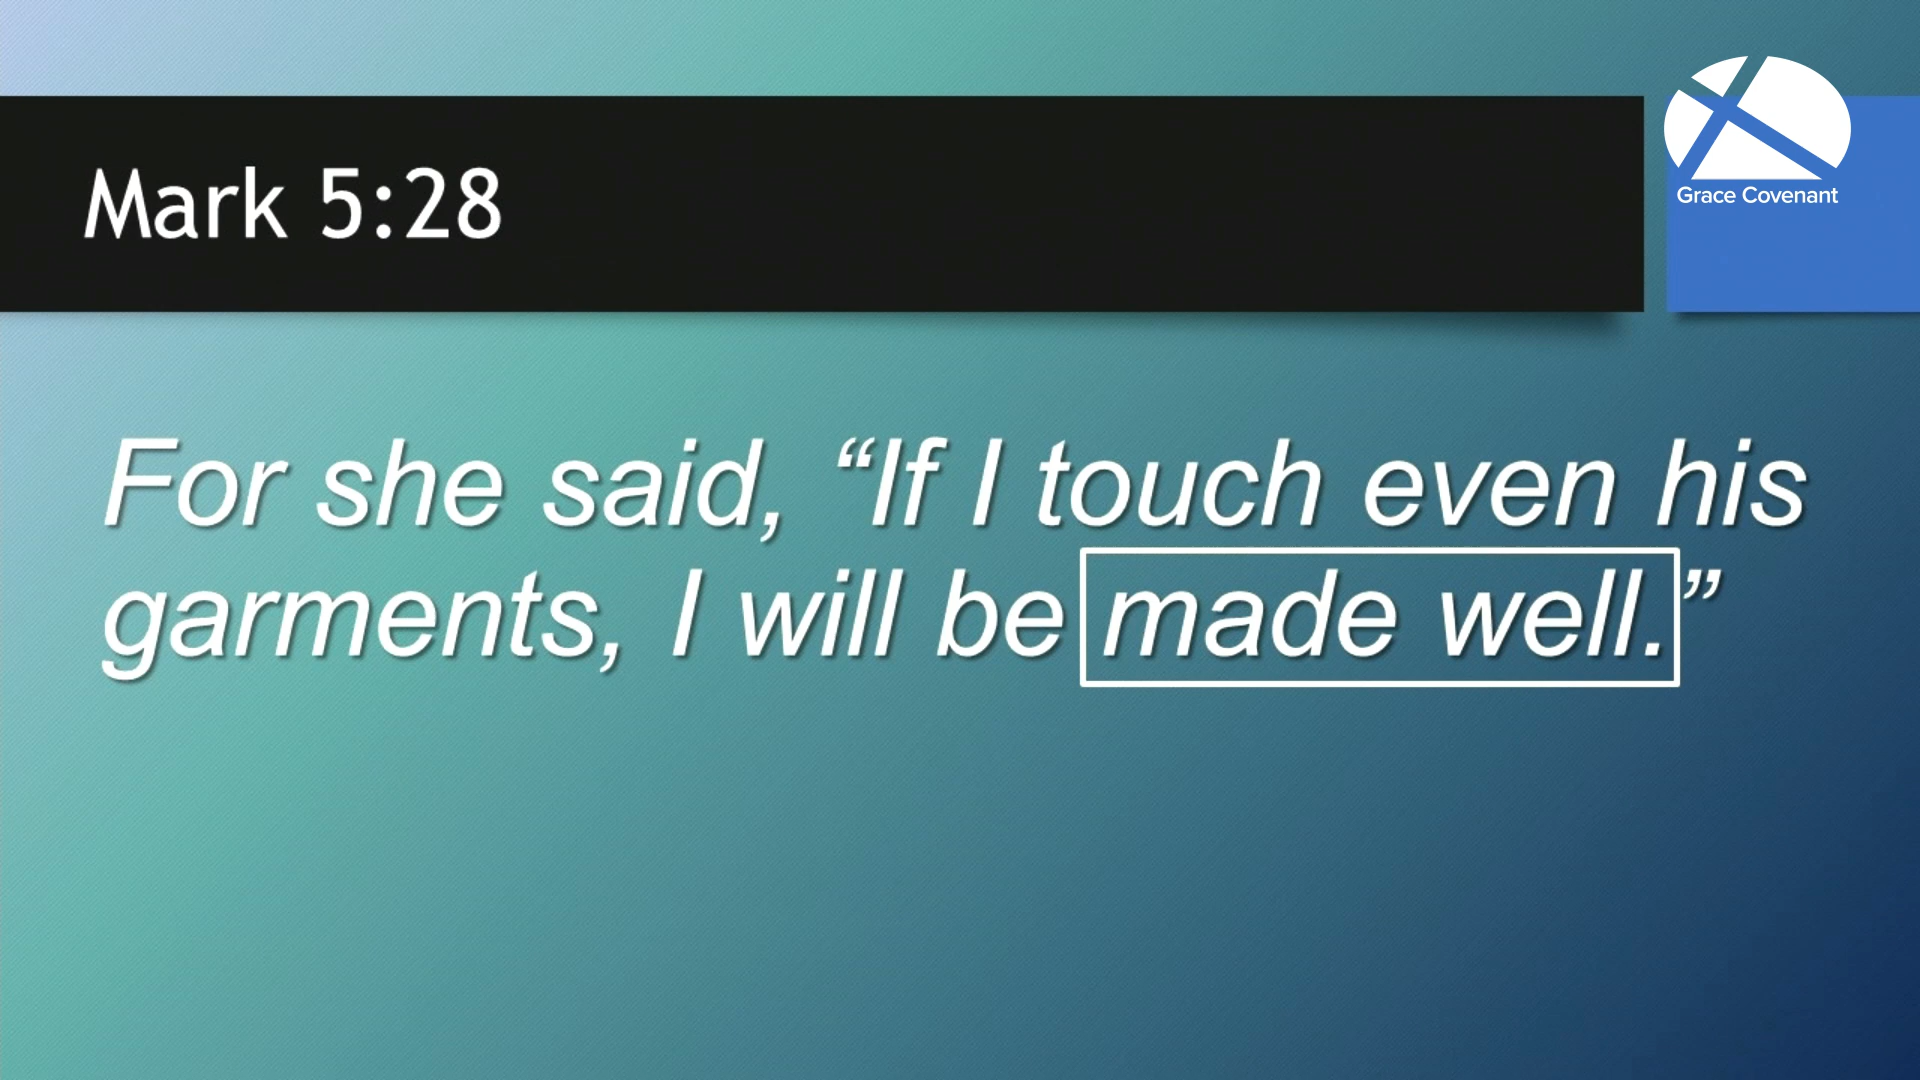 Mark 5:28
Grace Covenant
For she said, “If I touch even his
garments, I will be made well.”